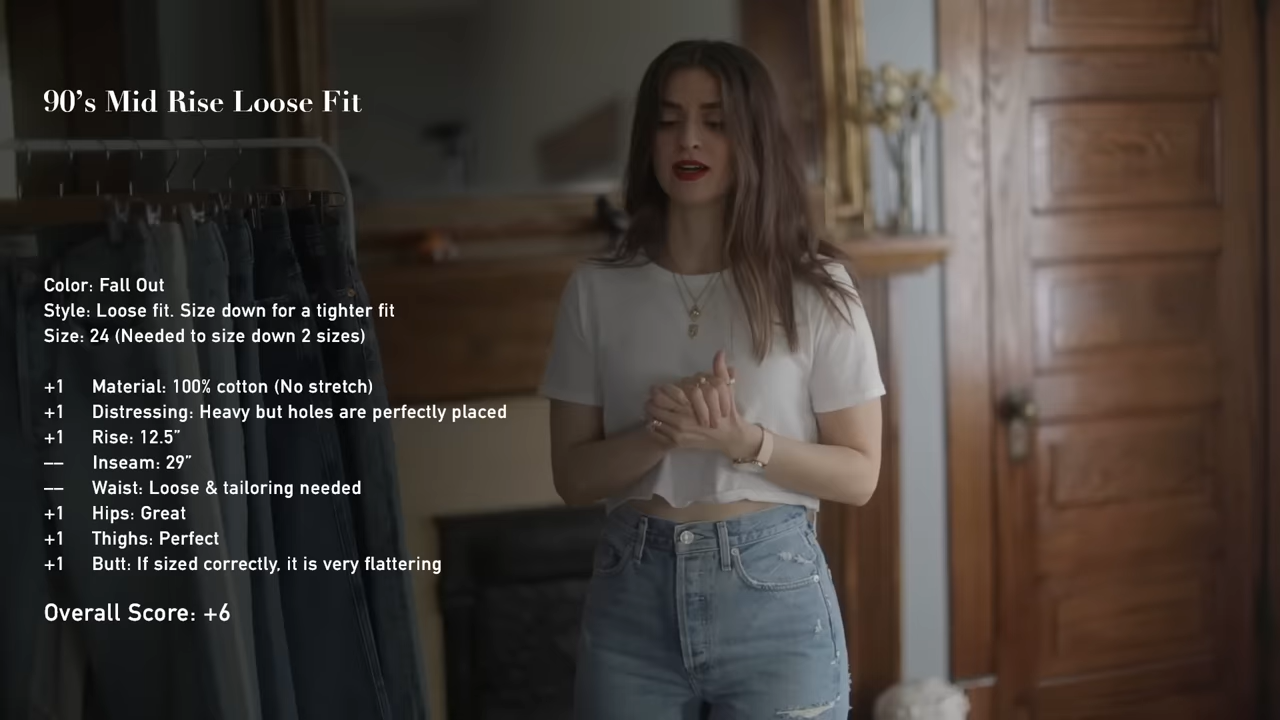 90’s Mid Rise Loose Fit
Color: Fall Out
Style: Loose fit. Size down for a tighter fit
Size: 24 (Needed to size down 2 sizes)
+1 Material: 100% cotton (No stretch)
+1 Distressing: Heavy but holes are perfectly placed
+1 Rise: 12.5”
-- Inseam: 29”
-- Waist: Loose & tailoring needed
+1 Hips: Great
+1 Thighs: Perfect
+1 Butt: If sized correctly, it is very flattering
Overall Score: +6